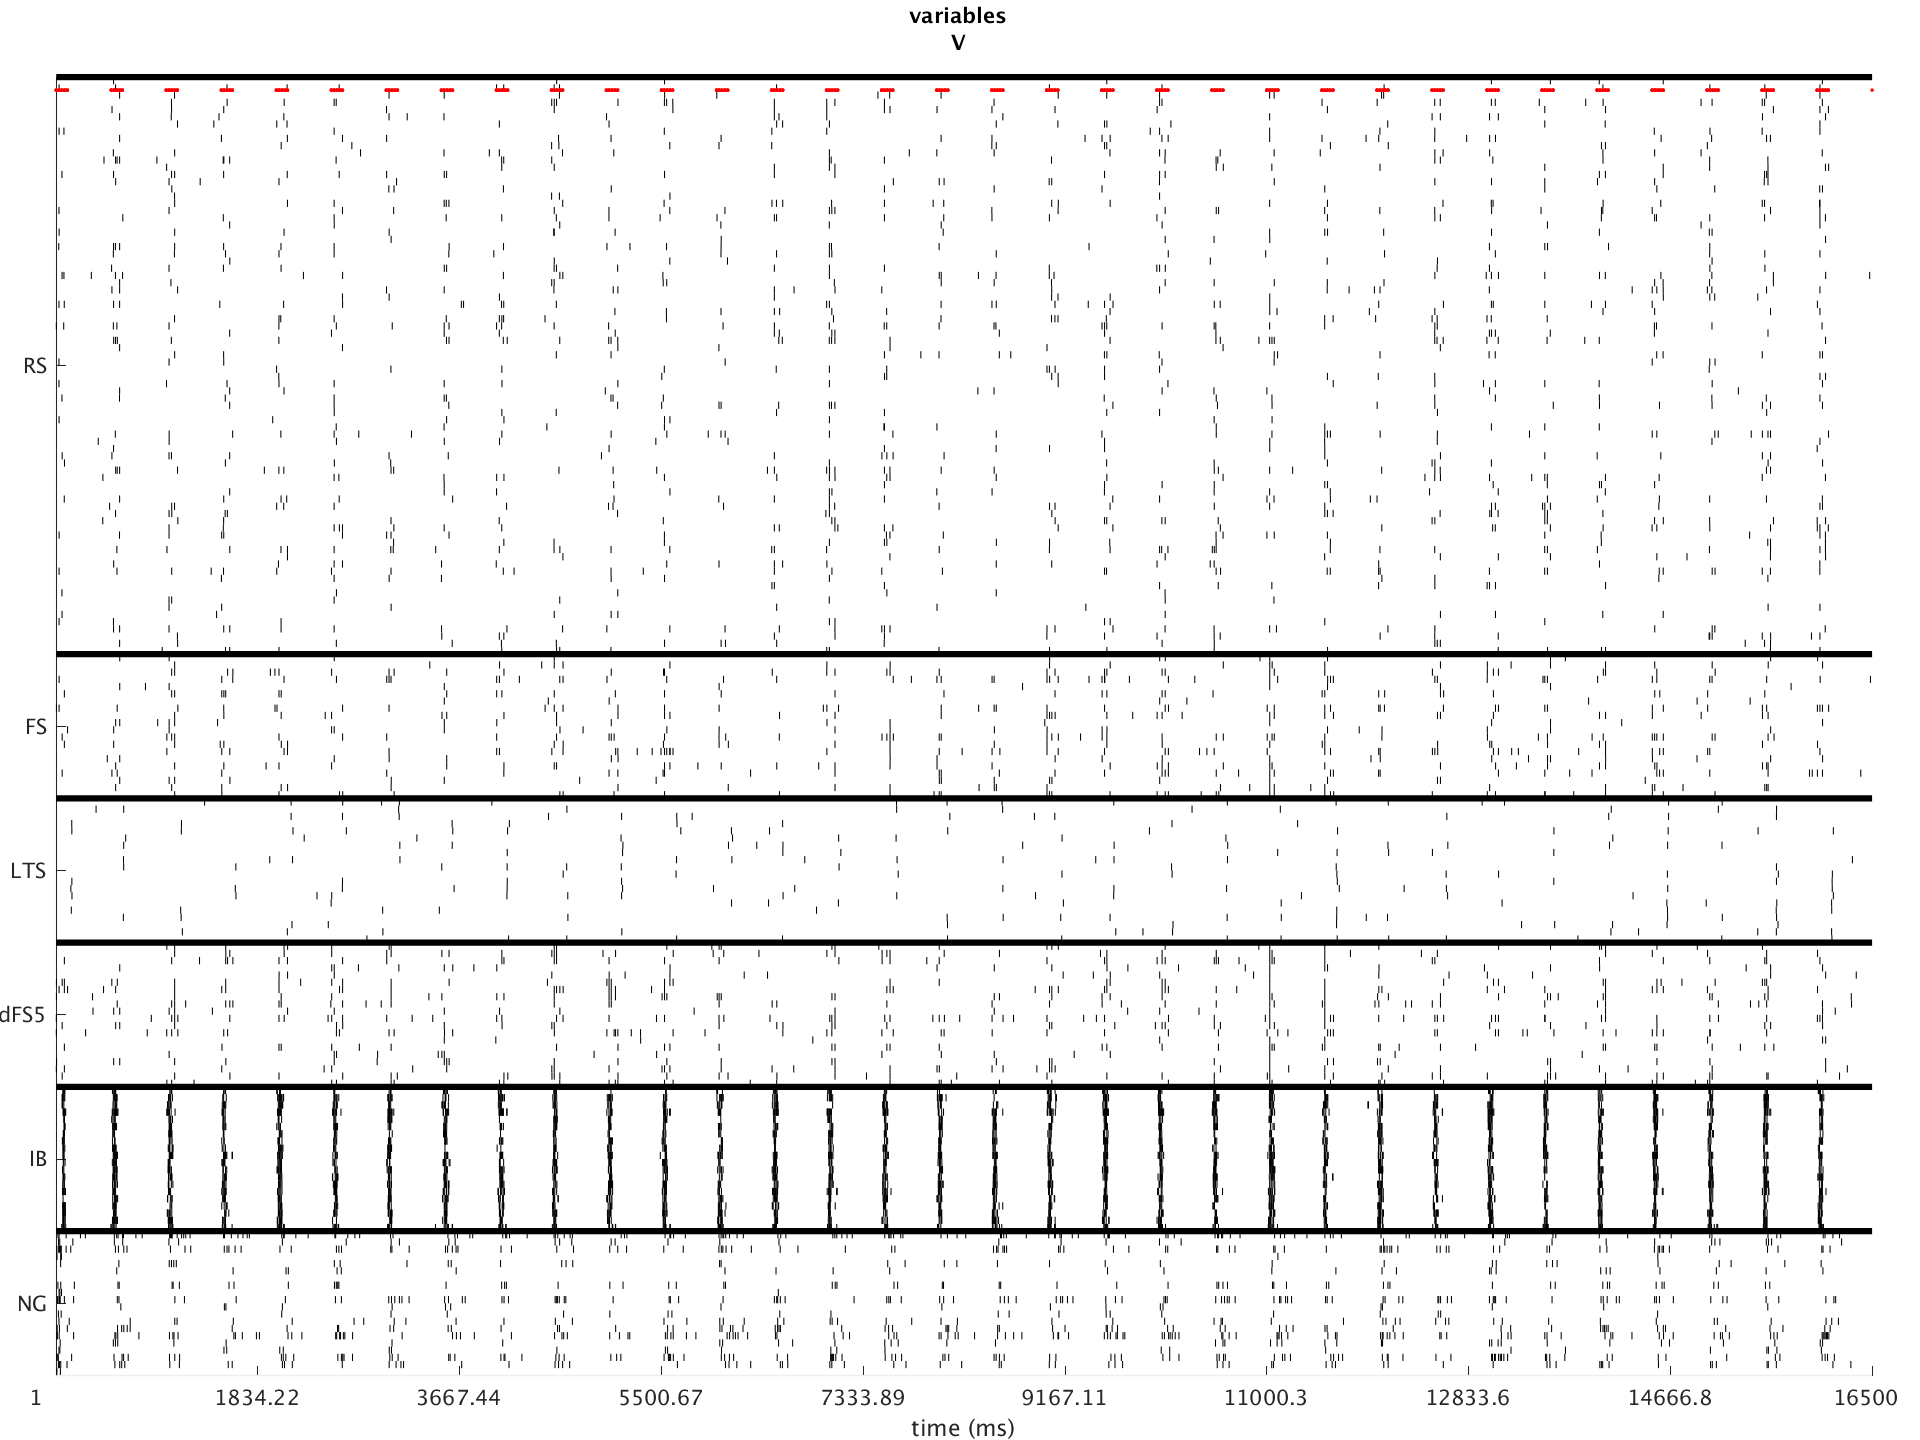 variables
V
RS
FS
LTS
dFS5
IB
NG
1 1834.22 3667.44 5500.67 7333.89 9167.11 11000.3 12833.6 14666.8 16500
time (ms)